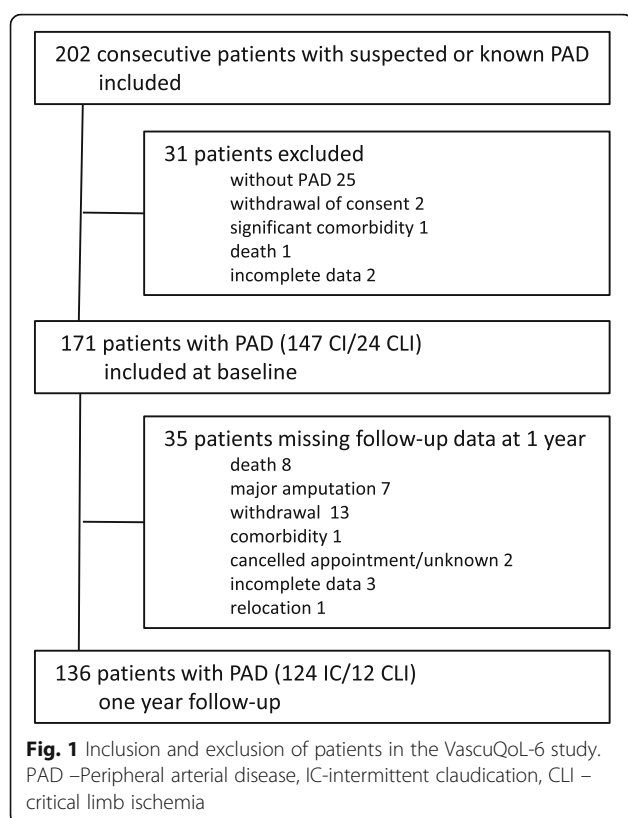 202 consecutive patients with suspected or known PAD
included
31 patients excluded
without PAD 25
withdrawal of consent 2
significant comorbidity 1
death 1
incomplete data 2
171 patients with PAD (147 CI/24 CLI)
included at baseline
35 patients missing follow-up data at 1 year
death 8
major amputation 7
withdrawal 13
comorbidity 1
cancelled appointment/unknown 2
incomplete data 3
relocation 1
136 patients with PAD (124 IC/12 CLI)
one year follow-up
Fig. 1 Inclusion and exclusion of patients in the VascuQoL-6 study.
PAD –Peripheral arterial disease, IC-intermittent claudication, CLI –
critical limb ischemia